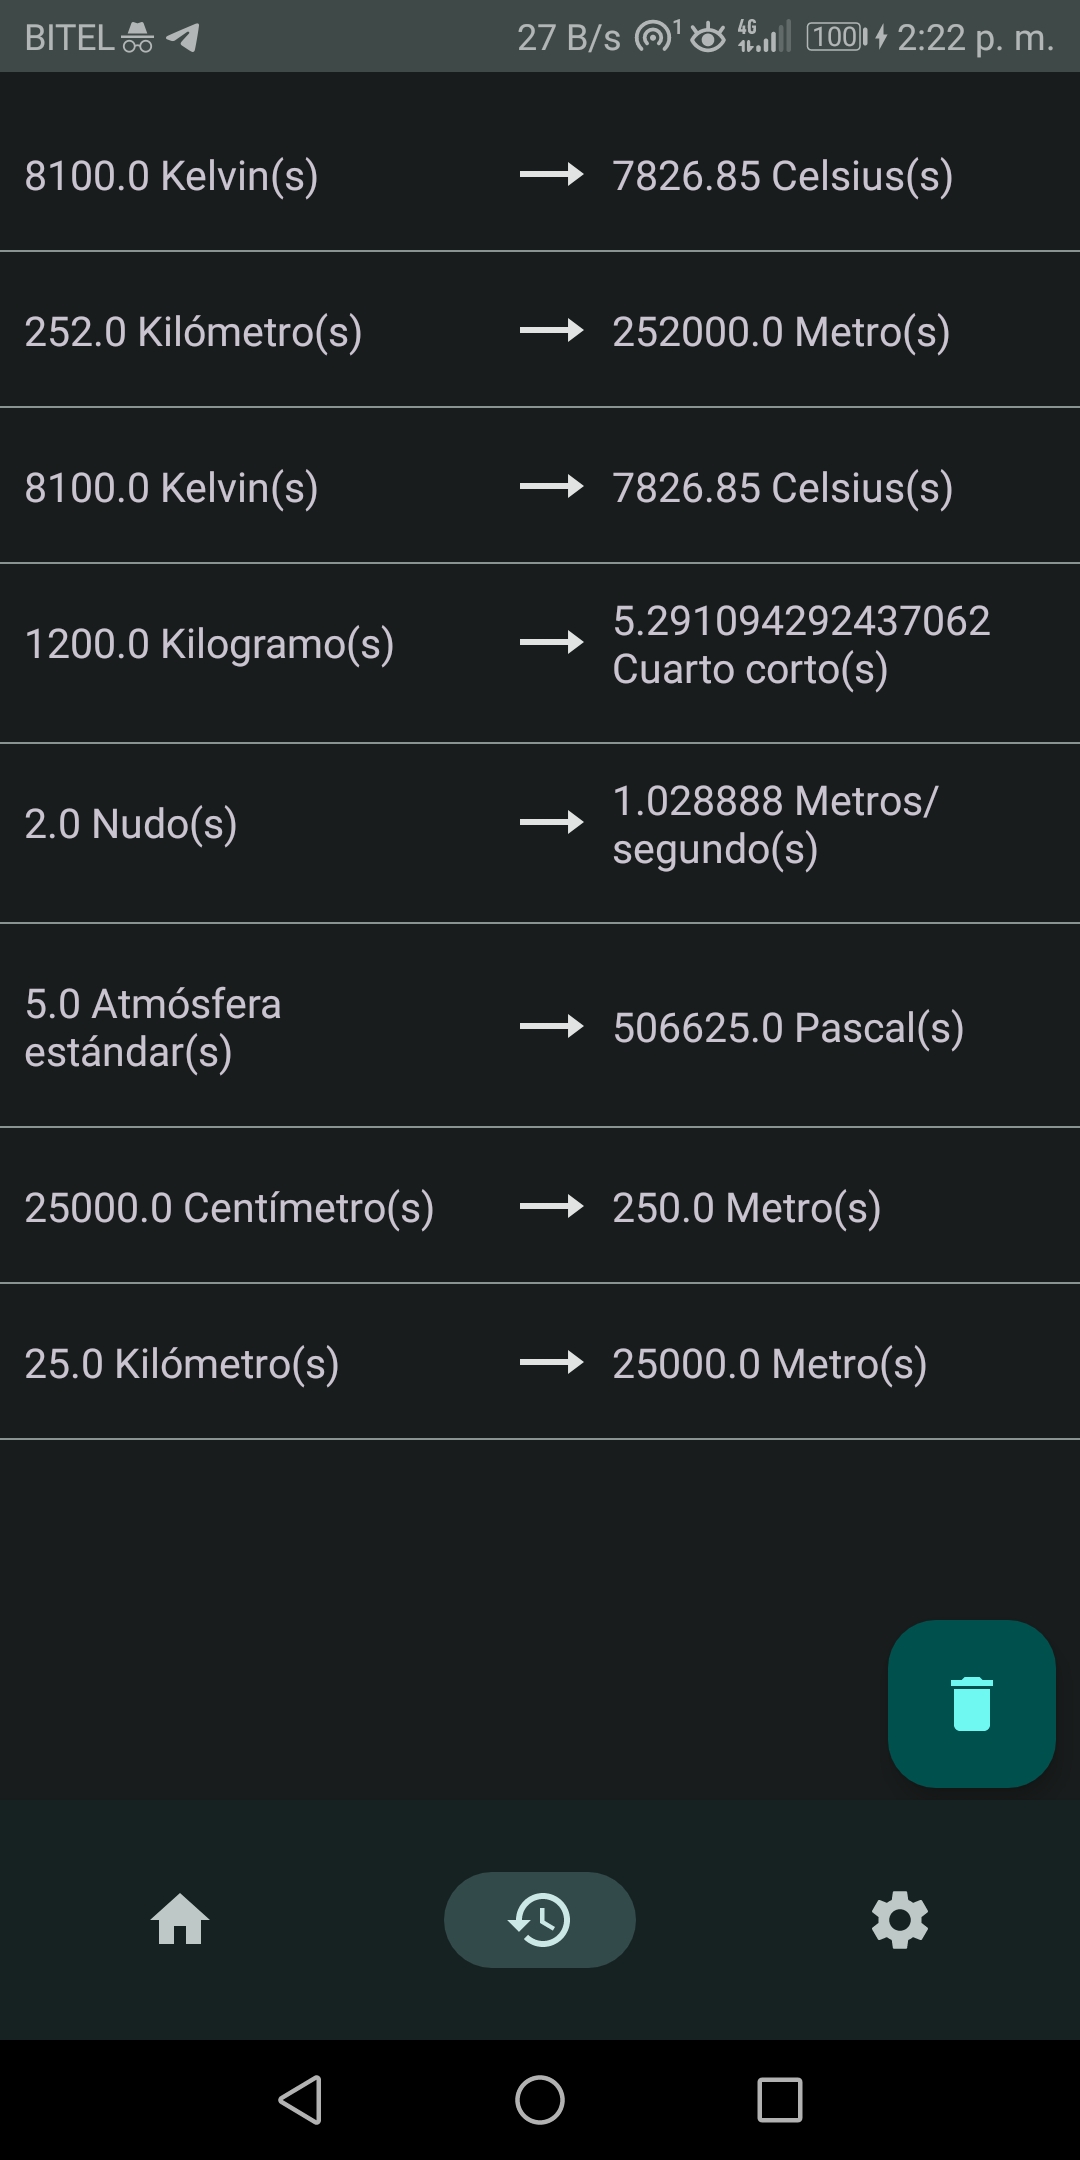 BITEL 27 B/s 1 4G 100 2:22 p. m.
8100.0 Kelvin(s) 7826.85 Celsius(s)
252.0 Kilómetro(s) 252000.0 Metro(s)
8100.0 Kelvin(s) 7826.85 Celsius(s)
1200.0 Kilogramo(s) 5.291094292437062
Cuarto corto(s)
2.0 Nudo(s) 1.028888 Metros/
segundo(s)
5.0 Atmósfera
estándar(s) 506625.0 Pascal(s)
25000.0 Centímetro(s) 250.0 Metro(s)
25.0 Kilómetro(s) 25000.0 Metro(s)